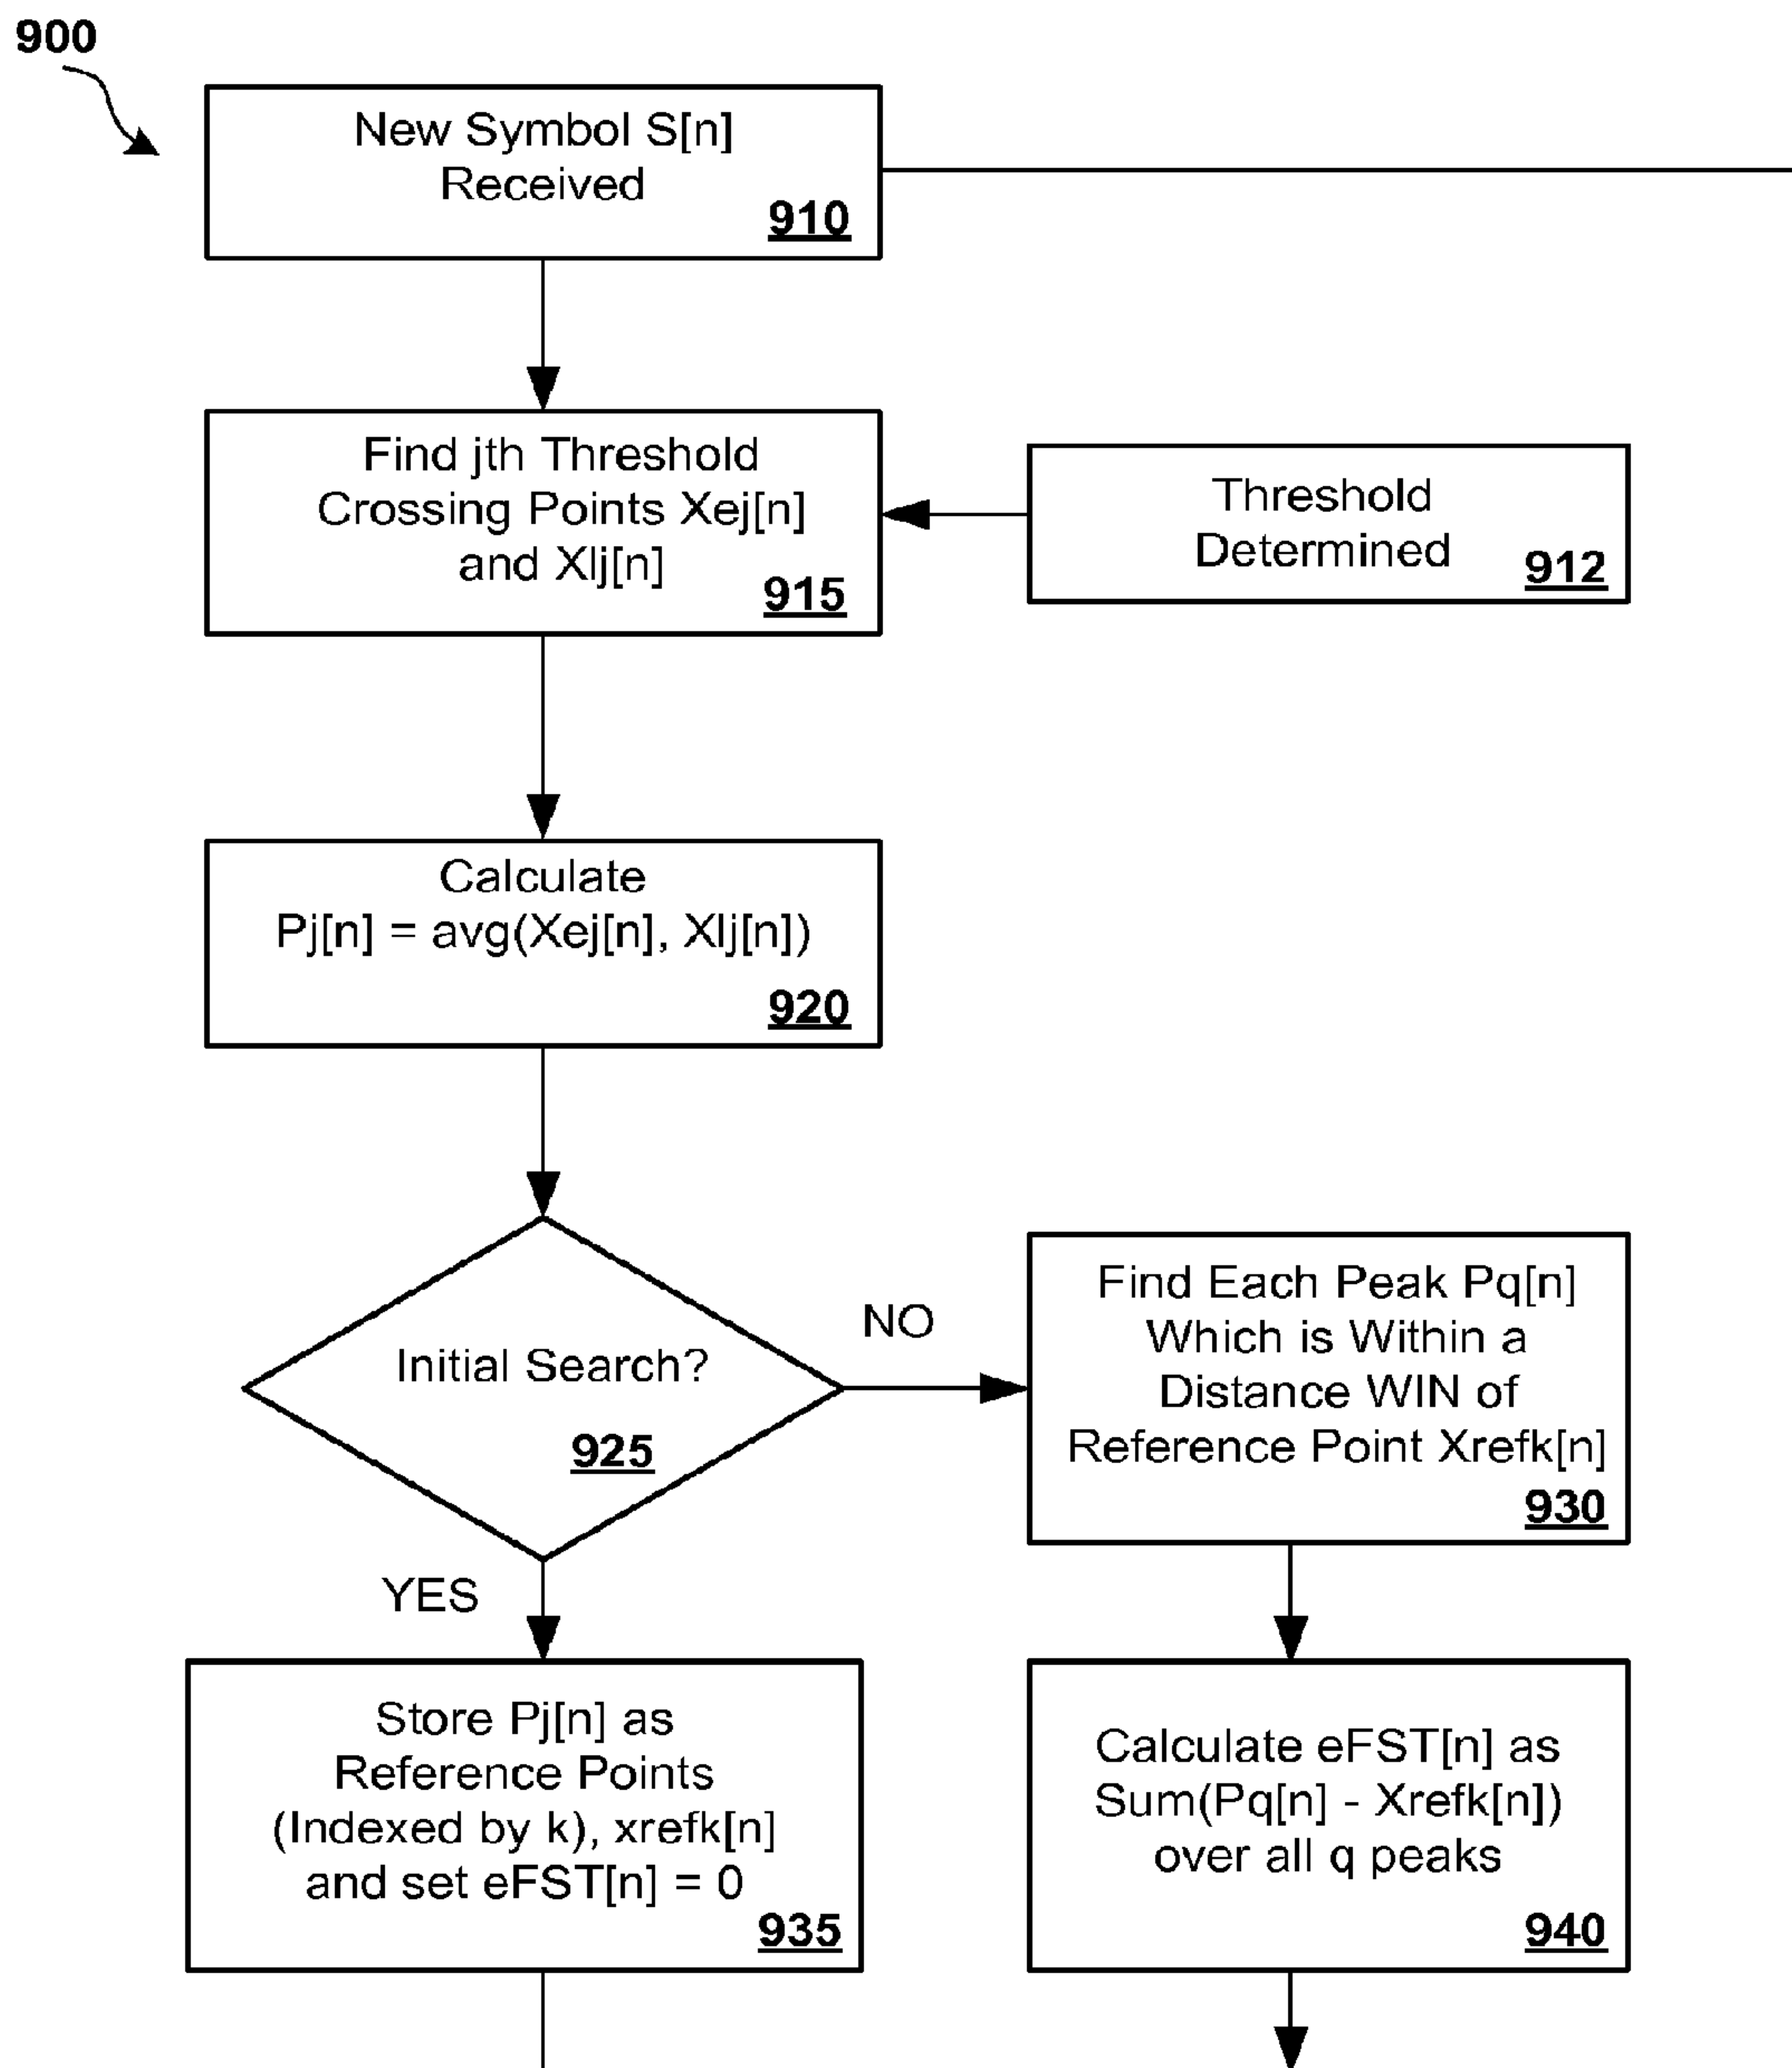 900
New Symbol S[n]
Received
910
Find jth Threshold
Crossing Points Xej[n]
and Xlj[n]
915
Threshold
Determined
912
Calculate
Pj[n] = avg(Xej[n], Xlj[n])
920
Initial Search?
925
NO
YES
Find Each Peak Pq[n]
Which is Within a
Distance WIN of
Reference Point Xrefk[n]
930
Store Pj[n] as
Reference Points
(Indexed by k), xrefk[n]
and set eFST[n] = 0
935
Calculate eFST[n] as
Sum(Pq[n] - Xrefk[n])
over all q peaks
940